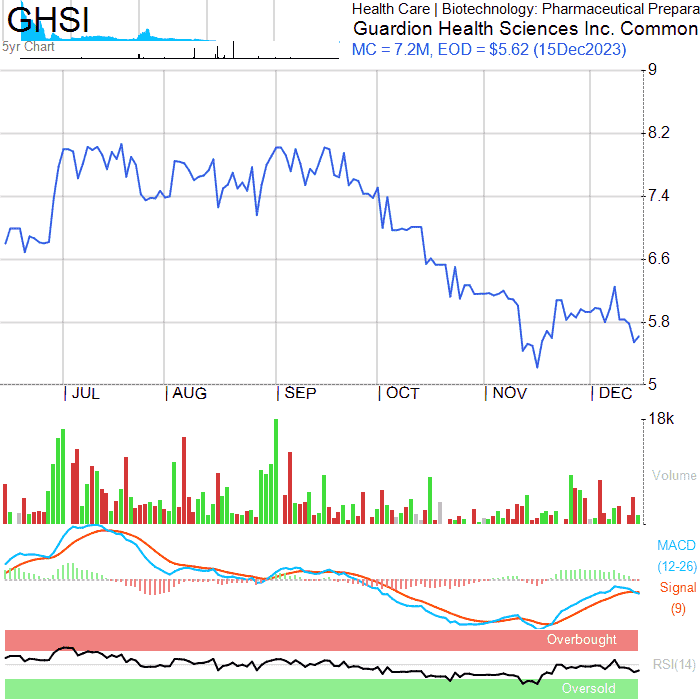 GHSI
5yr Chart
Health Care | Biotechnology: Pharmaceutical Prepara
Guardion Health Sciences Inc. Common
MC = 7.2M, EOD = $5.62 (15Dec2023)
9
8.2
7.4
6.6
5.8
5
JUL AUG SEP OCT NOV DEC
18k
Volume
MACD
(12-26)
Signal
(9)
Overbought
RSI(14)
Oversold